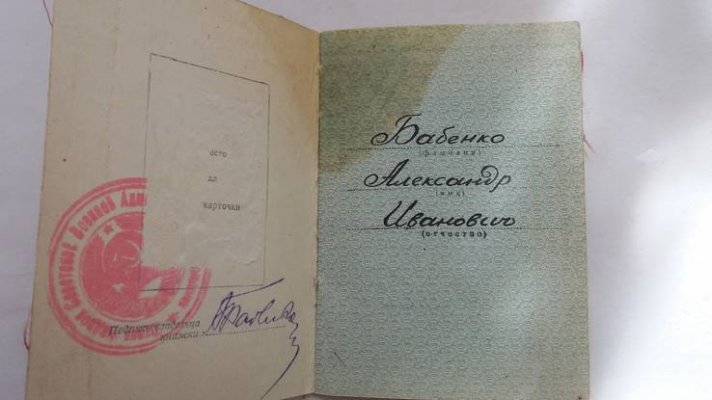 есто
дл
карточки
Подпись владельца
книжки
Бабенко
(фамилия)
Александр
(имя)
Иванович
(отчество)